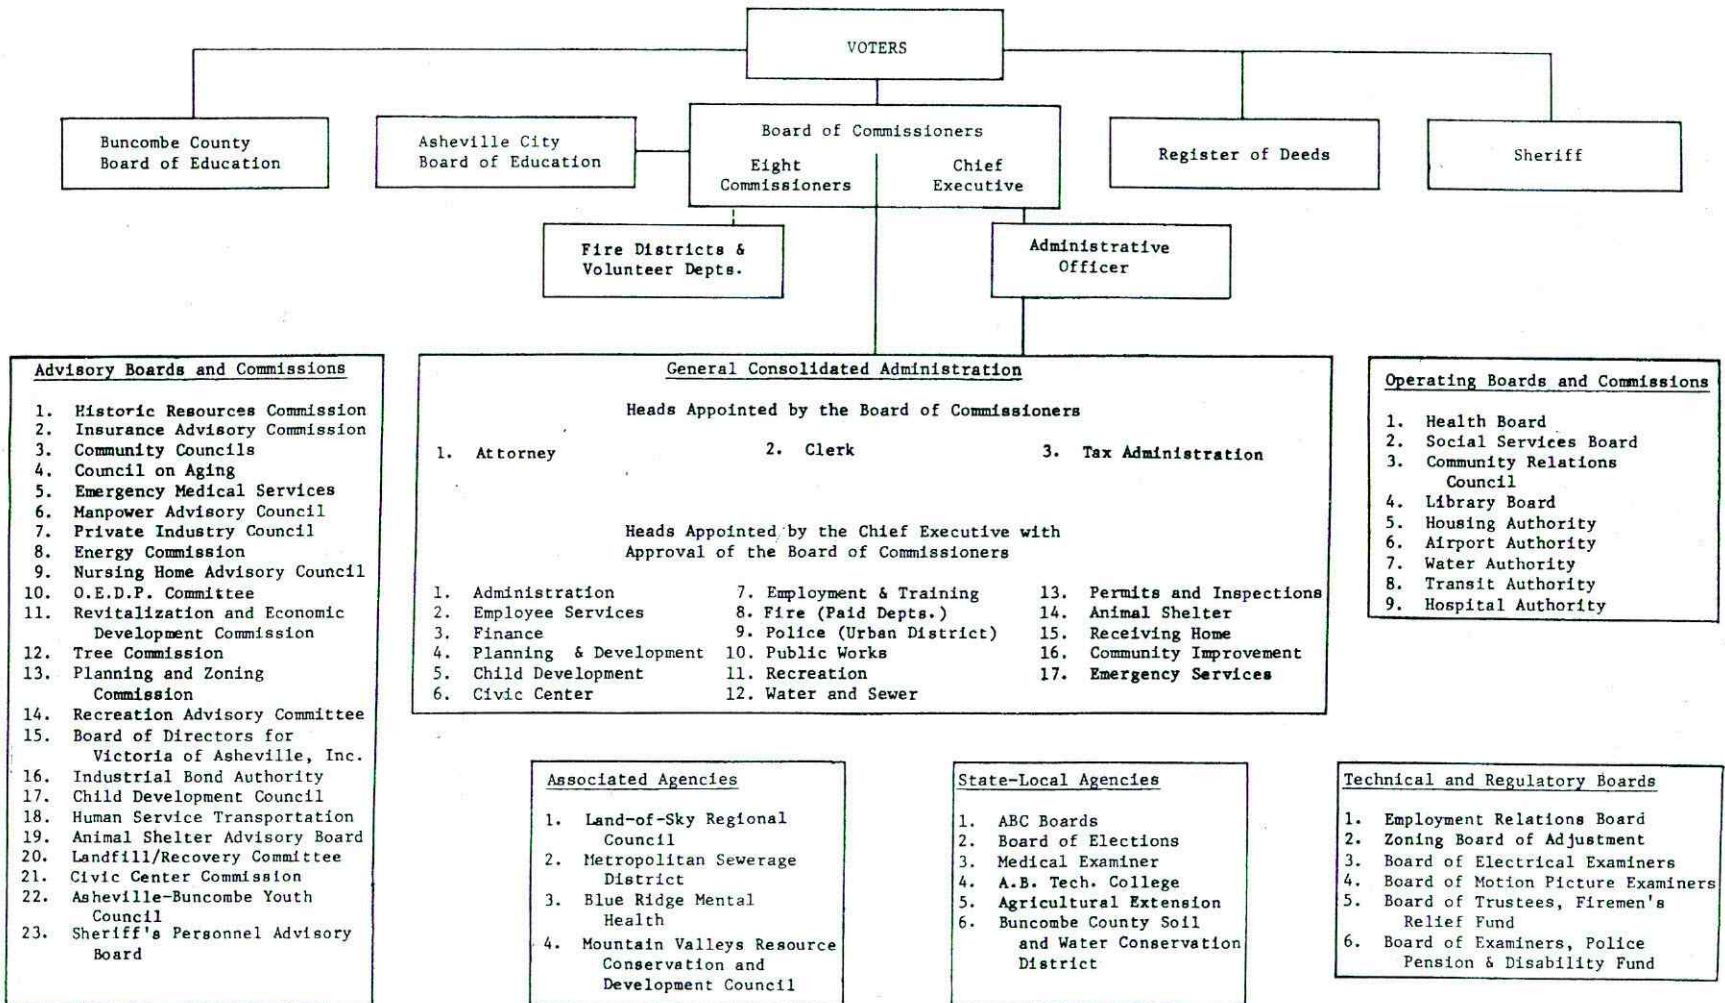 VOTERS
Buncombe County
Board of Education
Asheville City
Board of Education
Board of Commissioners
Eight
Commissioners
Chief
Executive
Register of Deeds
Sheriff
Fire Districts &
Volunteer Depts.
Administrative
Officer
Advisory Boards and Commissions
1. Historic Resources Commission
2. Insurance Advisory Commission
3. Community Councils
4. Council on Aging
5. Emergency Medical Services
6. Manpower Advisory Council
7. Private Industry Council
8. Energy Commission
9. Nursing Home Advisory Council
10. O.E.D.P. Committee
11. Revitalization and Economic
Development Commission
12. Tree Commission
13. Planning and Zoning
Commission
14. Recreation Advisory Committee
15. Board of Directors for
Victoria of Asheville, Inc.
16. Industrial Bond Authority
17. Child Development Council
18. Human Service Transportation
19. Animal Shelter Advisory Board
20. Landfill/Recovery Committee
21. Civic Center Commission
22. Asheville-Buncombe Youth
Council
23. Sheriff's Personnel Advisory
Board
General Consolidated Administration
Heads Appointed by the Board of Commissioners
1. Attorney
2. Clerk
3. Tax Administration
Heads Appointed by the Chief Executive with
Approval of the Board of Commissioners
1. Administration
2. Employee Services
3. Finance
4. Planning & Development
5. Child Development
6. Civic Center
7. Employment & Training
8. Fire (Paid Depts.)
9. Police (Urban District)
10. Public Works
11. Recreation
12. Water and Sewer
13. Permits and Inspections
14. Animal Shelter
15. Receiving Home
16. Community Improvement
17. Emergency Services
Operating Boards and Commissions
1. Health Board
2. Social Services Board
3. Community Relations
Council
4. Library Board
5. Housing Authority
6. Airport Authority
7. Water Authority
8. Transit Authority
9. Hospital Authority
Associated Agencies
1. Land-of-Sky Regional
Council
2. Metropolitan Sewerage
District
3. Blue Ridge Mental
Health
4. Mountain Valleys Resource
Conservation and
Development Council
State-Local Agencies
1. ABC Boards
2. Board of Elections
3. Medical Examiner
4. A.B. Tech. College
5. Agricultural Extension
6. Buncombe County Soil
and Water Conservation
District
Technical and Regulatory Boards
1. Employment Relations Board
2. Zoning Board of Adjustment
3. Board of Electrical Examiners
4. Board of Motion Picture Examiners
5. Board of Trustees, Firemen's
Relief Fund
6. Board of Examiners, Police
Pension & Disability Fund